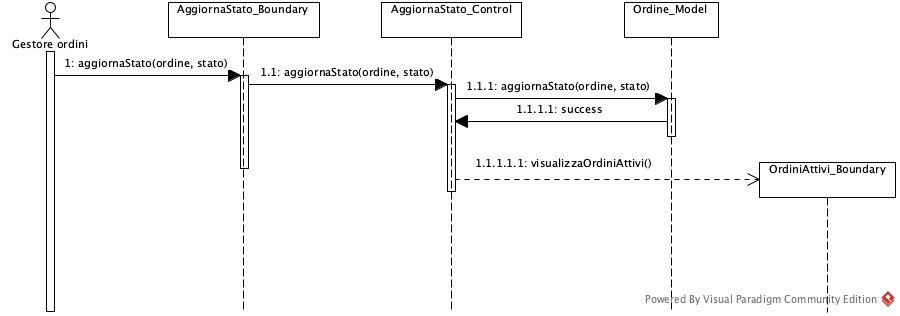 AggiornaStato_Boundary
AggiornaStato_Control
Ordine_Model
Gestore ordini
1: aggiornaStato(ordine, stato)
1.1: aggiornaStato(ordine, stato)
1.1.1: aggiornaStato(ordine, stato)
1.1.1.1: success
1.1.1.1.1: visualizzaOrdiniAttivi()
OrdiniAttivi_Boundary
Powered By Visual Paradigm Community Edition